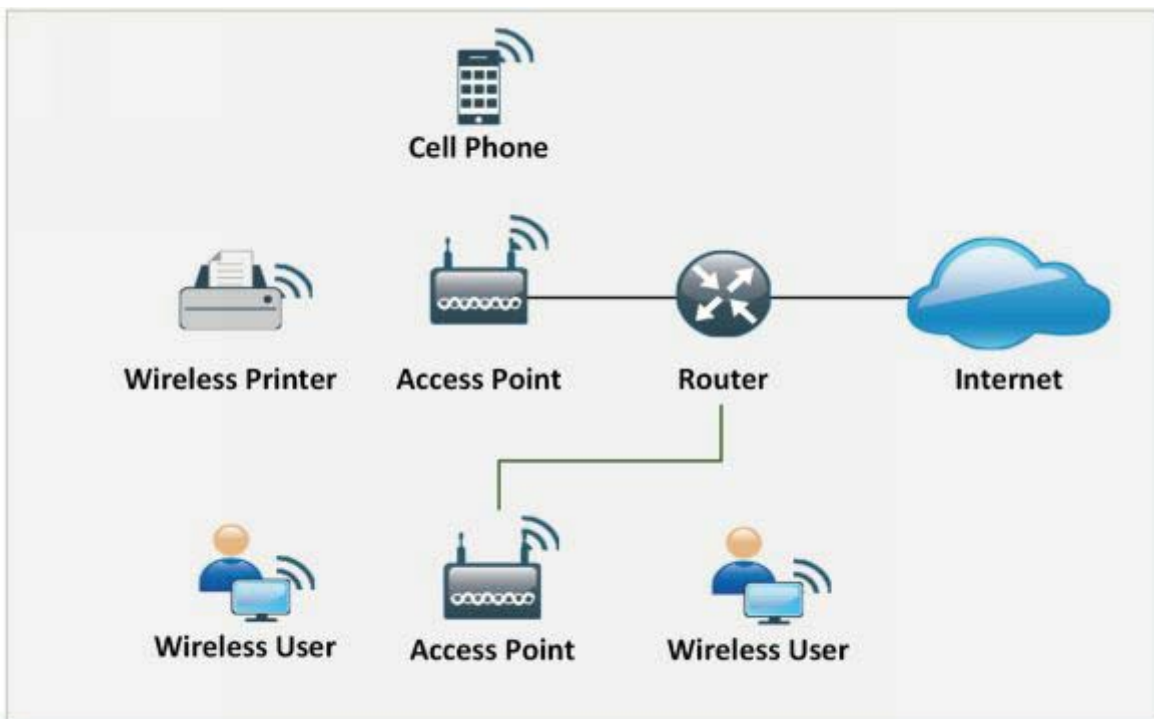 Cell Phone
Wireless Printer
Access Point
Router
Internet
Wireless User
Access Point
Wireless User